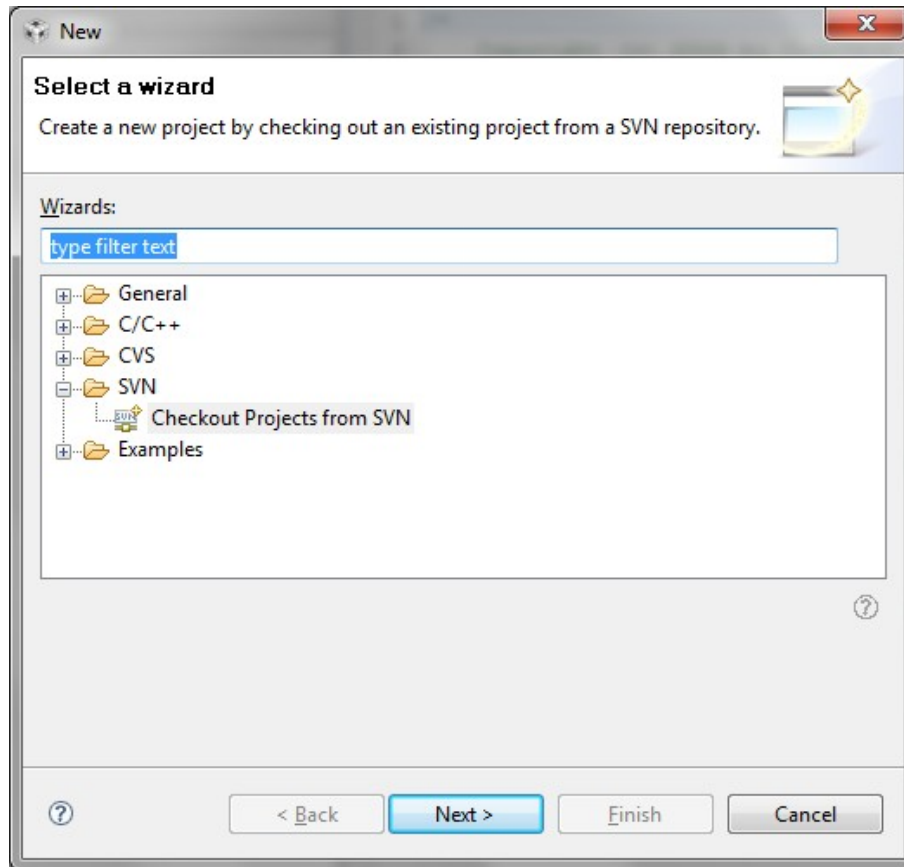 New
Select a wizard
Create a new project by checking out an existing project from a SVN repository.
Wizards:
type filter text
General
C/C++
CVS
SVN
Checkout Projects from SVN
Examples
< Back Next > Finish Cancel